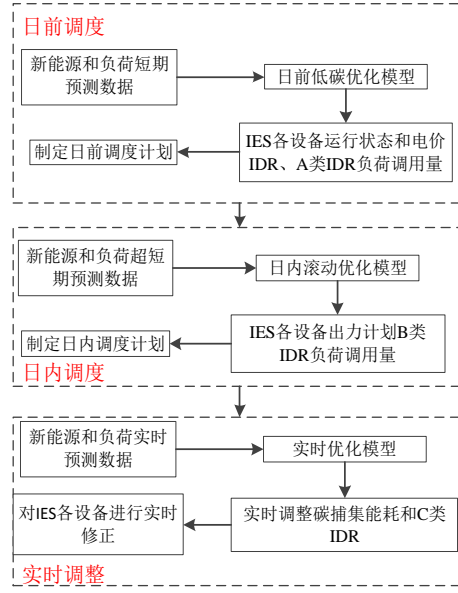 日前调度
新能源和负荷短期
预测数据
日前低碳优化模型
IES各设备运行状态和电价
IDR、A类IDR负荷调用量
制定日前调度计划
新能源和负荷超短
期预测数据
日内滚动优化模型
IES各设备出力计划B类
IDR负荷调用量
制定日内调度计划
日内调度
新能源和负荷实时
预测数据
实时优化模型
实时调整碳捕集能耗和C类
IDR
对IES各设备进行实时
修正
实时调整